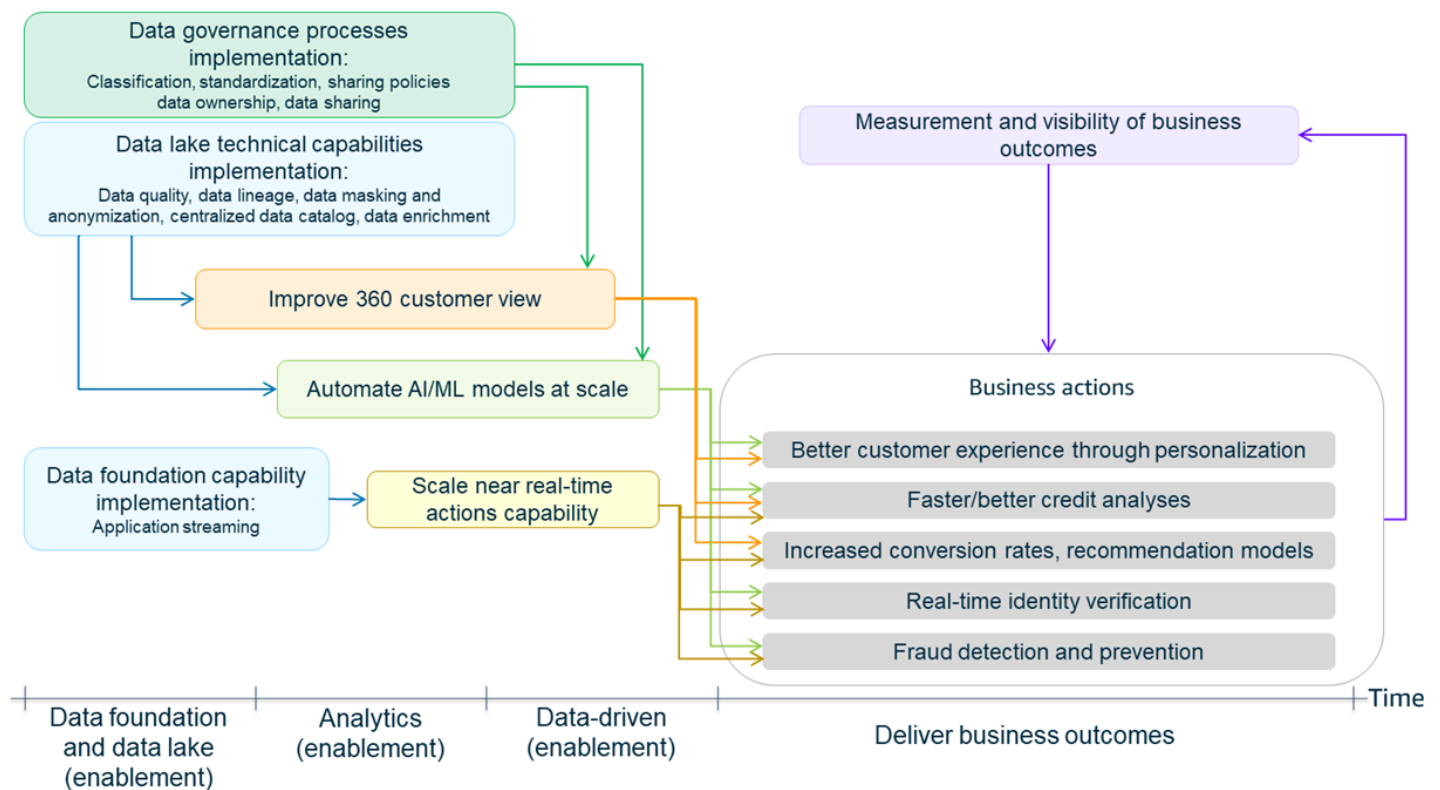 Data governance processes
implementation:
Classification, standardization, sharing policies
data ownership, data sharing
Data lake technical capabilities
implementation:
Data quality, data lineage, data masking and
anonymization, centralized data catalog, data enrichment
Measurement and visibility of business
outcomes
Improve 360 customer view
Automate AI/ML models at scale
Data foundation capability
implementation:
Application streaming
Scale near real-time
actions capability
Business actions
Better customer experience through personalization
Faster/better credit analyses
Increased conversion rates, recommendation models
Real-time identity verification
Fraud detection and prevention
Time
Data foundation
and data lake
(enablement)
Analytics
(enablement)
Data-driven
(enablement)
Deliver business outcomes